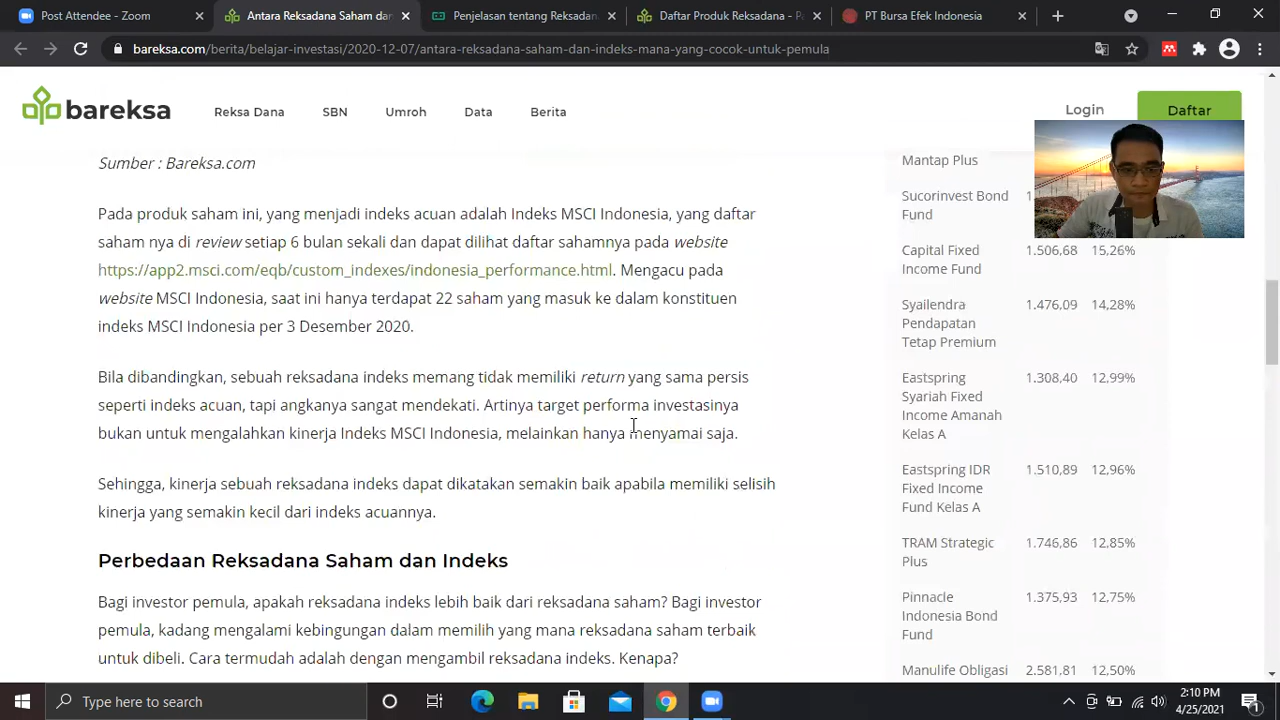 Post Attendee - Zoom
Antara Reksadana Saham dan
Penjelasan tentang Reksadan
Daftar Produk Reksadana - PA
PT Bursa Efek Indonesia
bareksa.com/berita/belajar-investasi/2020-12-07/antara-reksadana-saham-dan-indeks-mana-yang-cocok-untuk-pemula
bareksa
Reksa Dana
SBN
Umroh
Data
Berita
Login
Daftar
Sumber : Bareksa.com
Pada produk saham ini, yang menjadi indeks acuan adalah Indeks MSCI Indonesia, yang daftar
saham nya di review setiap 6 bulan sekali dan dapat dilihat daftar sahamnya pada website
https://app2.msci.com/eqb/custom_indexes/indonesia_performance.html. Mengacu pada
website MSCI Indonesia, saat ini hanya terdapat 22 saham yang masuk ke dalam konstituen
indeks MSCI Indonesia per 3 Desember 2020.
Bila dibandingkan, sebuah reksadana indeks memang tidak memiliki return yang sama persis
seperti indeks acuan, tapi angkanya sangat mendekati. Artinya target performa investasinya
bukan untuk mengalahkan kinerja Indeks MSCI Indonesia, melainkan hanya menyamai saja.
Sehingga, kinerja sebuah reksadana indeks dapat dikatakan semakin baik apabila memiliki selisih
kinerja yang semakin kecil dari indeks acuannya.
Perbedaan Reksadana Saham dan Indeks
Bagi investor pemula, apakah reksadana indeks lebih baik dari reksadana saham? Bagi investor
pemula, kadang mengalami kebingungan dalam memilih yang mana reksadana saham terbaik
untuk dibeli. Cara termudah adalah dengan mengambil reksadana indeks. Kenapa?
Mantap Plus
Sucorinvest Bond
Fund
Capital Fixed 1.506,68 15,26%
Income Fund
Syailendra 1.476,09 14,28%
Pendapatan
Tetap Premium
Eastspring 1.308,40 12,99%
Syariah Fixed
Income Amanah
Kelas A
Eastspring IDR 1.510,89 12,96%
Fixed Income
Fund Kelas A
TRAM Strategic 1.746,86 12,85%
Plus
Pinnacle 1.375,93 12,75%
Indonesia Bond
Fund
Manulife Obligasi 2.581,81 12,50%
Type here to search
2:10 PM
4/25/2021
1